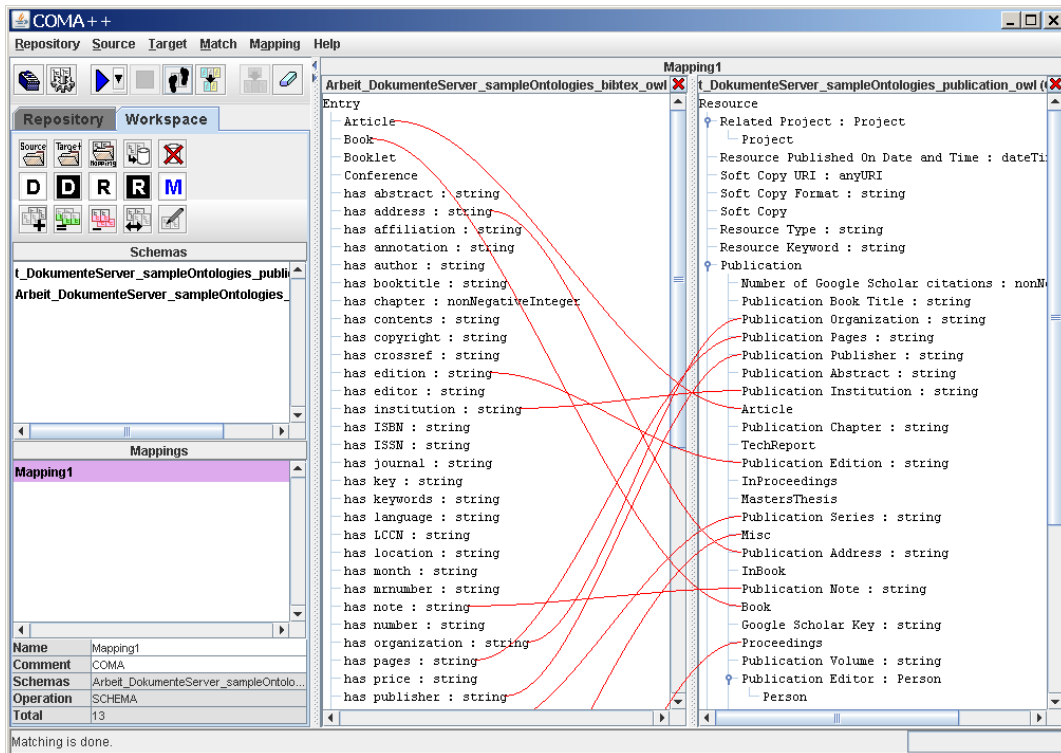 COMA++
Repository Source Target Match Mapping Help
Repository
Workspace
Source
Target
Mapping
D D R R M
Schemas
t_DokumenteServer_sampleOntologies_publi
Arbeit_DokumenteServer_sampleOntologies_
Mappings
Mapping1
Name Mapping1
Comment COMA
Schemas Arbeit_DokumenteServer_sampleOntolo...
Operation SCHEMA
Total 13
Matching is done.
Mapping1
Arbeit_DokumenteServer_sampleOntologies_bibtex_owl
Entry
Article
Book
Booklet
Conference
has abstract : string
has address : string
has affiliation : string
has annotation : string
has author : string
has booktitle : string
has chapter : nonNegativeInteger
has contents : string
has copyright : string
has crossref : string
has edition : string
has editor : string
has institution : string
has ISBN : string
has ISSN : string
has journal : string
has key : string
has keywords : string
has language : string
has LCCN : string
has location : string
has month : string
has mrnumber : string
has note : string
has number : string
has organization : string
has pages : string
has price : string
has publisher : string
t_DokumenteServer_sampleOntologies_publication_owl (
Resource
Related Project : Project
Project
Resource Published On Date and Time : dateTi
Soft Copy URI : anyURI
Soft Copy Format : string
Soft Copy
Resource Type : string
Resource Keyword : string
Publication
Number of Google Scholar citations : nonN
Publication Book Title : string
Publication Organization : string
Publication Pages : string
Publication Publisher : string
Publication Abstract : string
Publication Institution : string
Article
Publication Chapter : string
TechReport
Publication Edition : string
InProceedings
MastersThesis
Publication Series : string
Misc
Publication Address : string
InBook
Publication Note : string
Book
Google Scholar Key : string
Proceedings
Publication Volume : string
Publication Editor : Person
Person